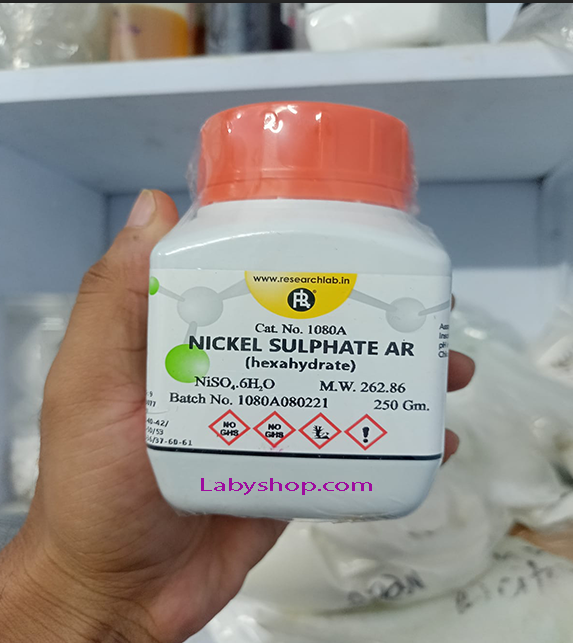 www.researchlab.in
Cat. No. 1080A
NICKEL SULPHATE AR
(hexahydrate)
NiSO₄.6H₂O M.W. 262.86
Batch No. 1080A080221 250 Gm.
NO GHS
NO GHS
Labyshop.com